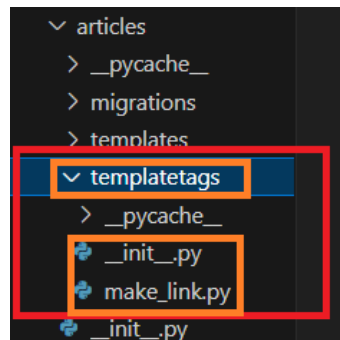 articles
__pycache__
migrations
templates
templatetags
__pycache__
__init__.py
make_link.py
__init__.py